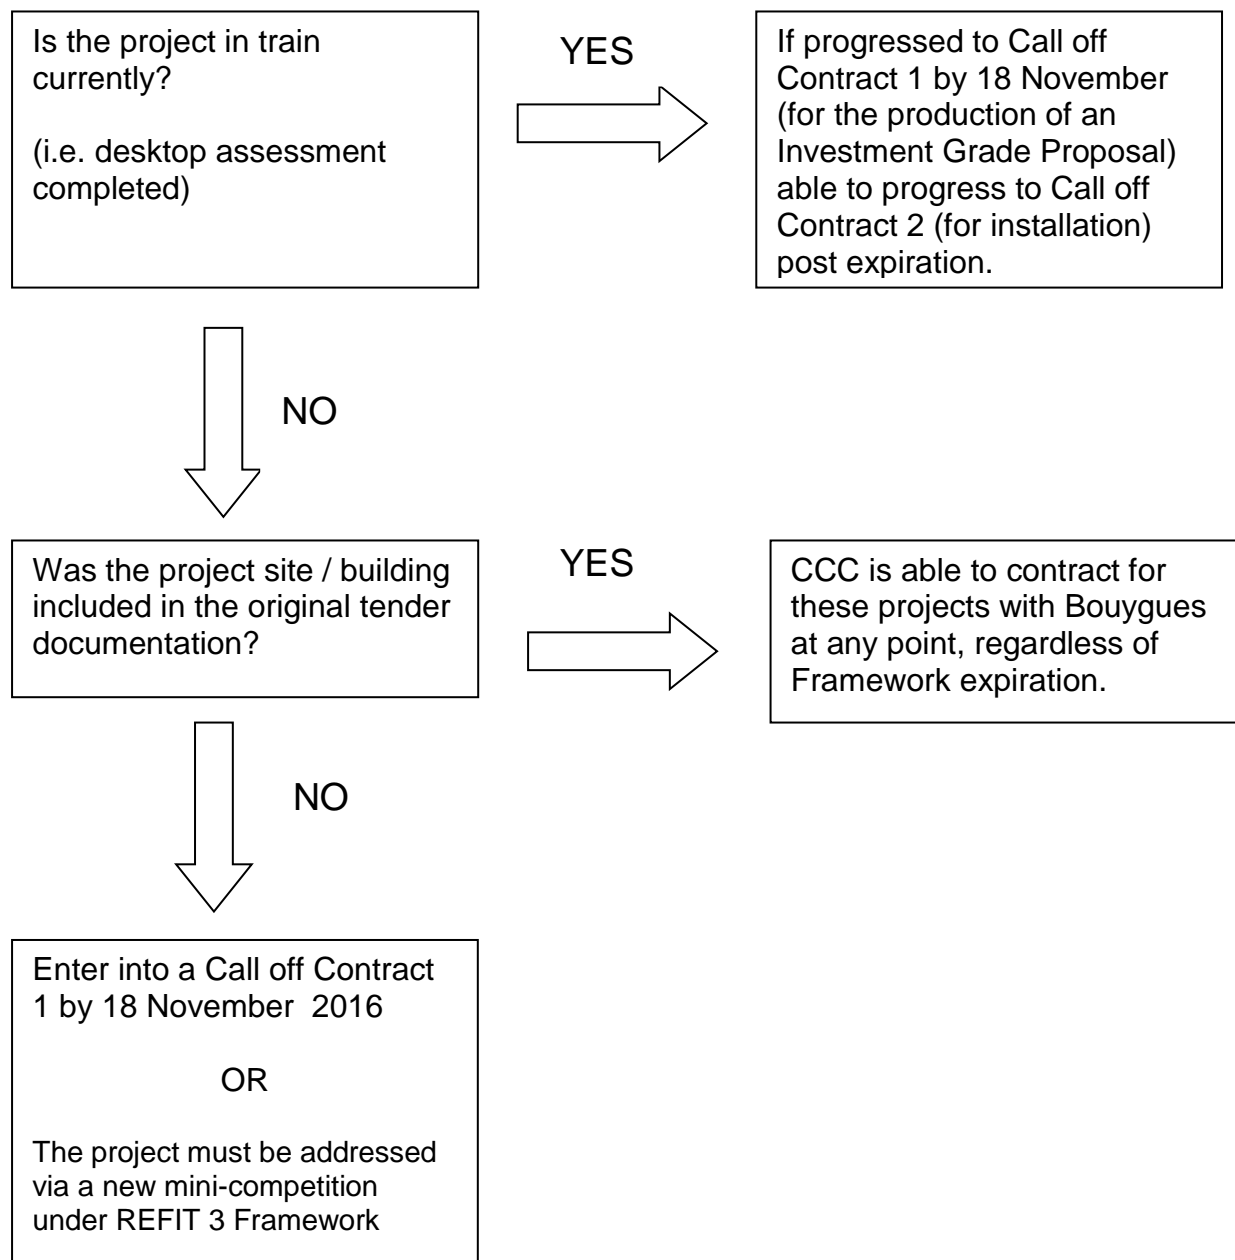 Is the project in train
currently?
(i.e. desktop assessment
completed)
YES
If progressed to Call off
Contract 1 by 18 November
(for the production of an
Investment Grade Proposal)
able to progress to Call off
Contract 2 (for installation)
post expiration.
NO
Was the project site / building
included in the original tender
documentation?
YES
CCC is able to contract for
these projects with Bouygues
at any point, regardless of
Framework expiration.
NO
Enter into a Call off Contract
1 by 18 November 2016
OR
The project must be addressed
via a new mini-competition
under REFIT 3 Framework